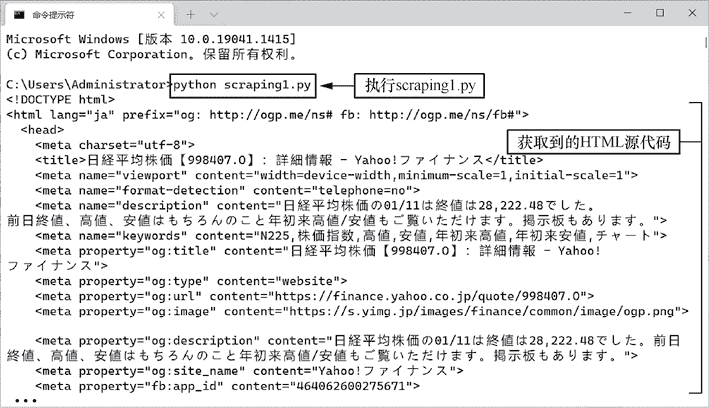 命令提示符
Microsoft Windows [版本 10.0.19041.1415]
(c) Microsoft Corporation。保留所有权利。
C:\Users\Administrator>python scraping1.py
执行scraping1.py
<!DOCTYPE html>
<html lang="ja" prefix="og: http://ogp.me/ns# fb: http://ogp.me/ns/fb#">
<head>
获取到的HTML源代码
<meta charset="utf-8">
<title>日経平均株価【998407.O】：詳細情報 - Yahoo!ファイナンス</title>
<meta name="viewport" content="width=device-width,minimum-scale=1,initial-scale=1">
<meta name="format-detection" content="telephone=no">
<meta name="description" content="日経平均株価の01/11は終値は28,222.48でした。
前日終値、高値、安値はもちろんのこと年初来高値/安値もご覧いただけます。掲示板もあります。">
<meta name="keywords" content="N225,株価指数,高値,安値,年初来高値,年初来安値,チャート">
<meta property="og:title" content="日経平均株価【998407.O】：詳細情報 - Yahoo!
ファイナンス">
<meta property="og:type" content="website">
<meta property="og:url" content="https://finance.yahoo.co.jp/quote/998407.O">
<meta property="og:image" content="https://s.yimg.jp/images/finance/common/image/ogp.png">
<meta property="og:description" content="日経平均株価の01/11は終値は28,222.48でした。前日
終値、高値、安値はもちろんのこと年初来高値/安値もご覧いただけます。掲示板もあります。">
<meta property="og:site_name" content="Yahoo!ファイナンス">
<meta property="fb:app_id" content="464062600275671">
...